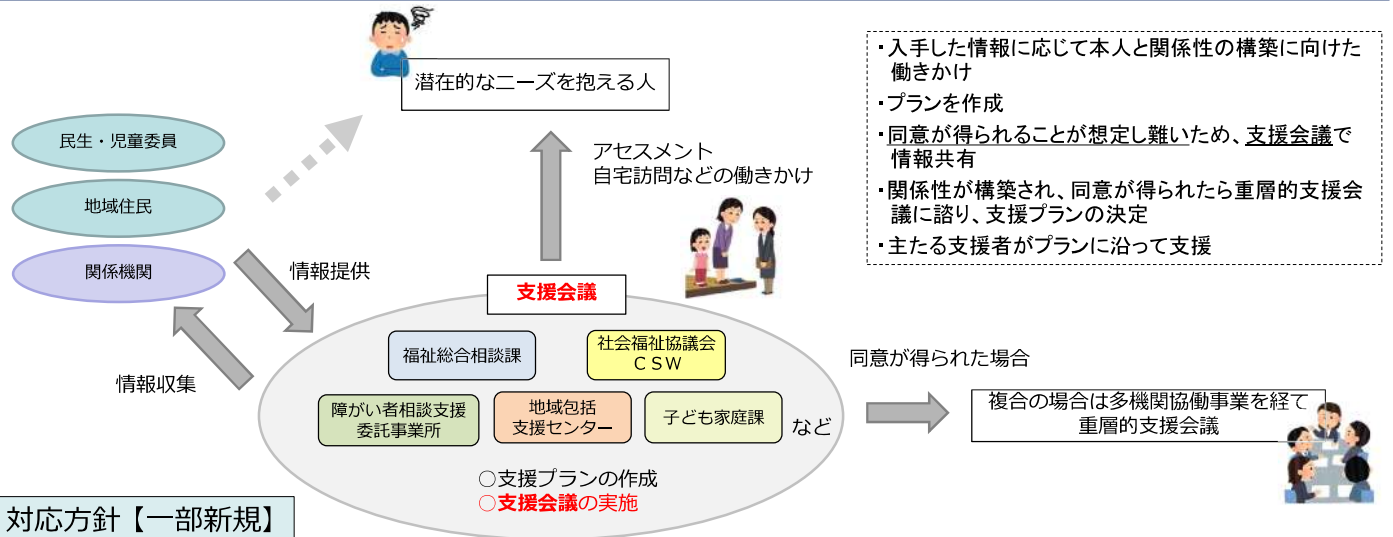 潜在的なニーズを抱える人
・入手した情報に応じて本人と関係性の構築に向けた
働きかけ
・プランを作成
・同意が得られることが想定し難いため、支援会議で
情報共有
・関係性が構築され、同意が得られたら重層的支援会
議に諮り、支援プランの決定
・主たる支援者がプランに沿って支援
民生・児童委員
地域住民
関係機関
アセスメント
自宅訪問などの働きかけ
情報提供
情報収集
支援会議
福祉総合相談課
社会福祉協議会
ＣＳＷ
障がい者相談支援
委託事業所
地域包括
支援センター
子ども家庭課
など
○支援プランの作成
○支援会議の実施
同意が得られた場合
複合の場合は多機関協働事業を経て
重層的支援会議
対応方針【一部新規】